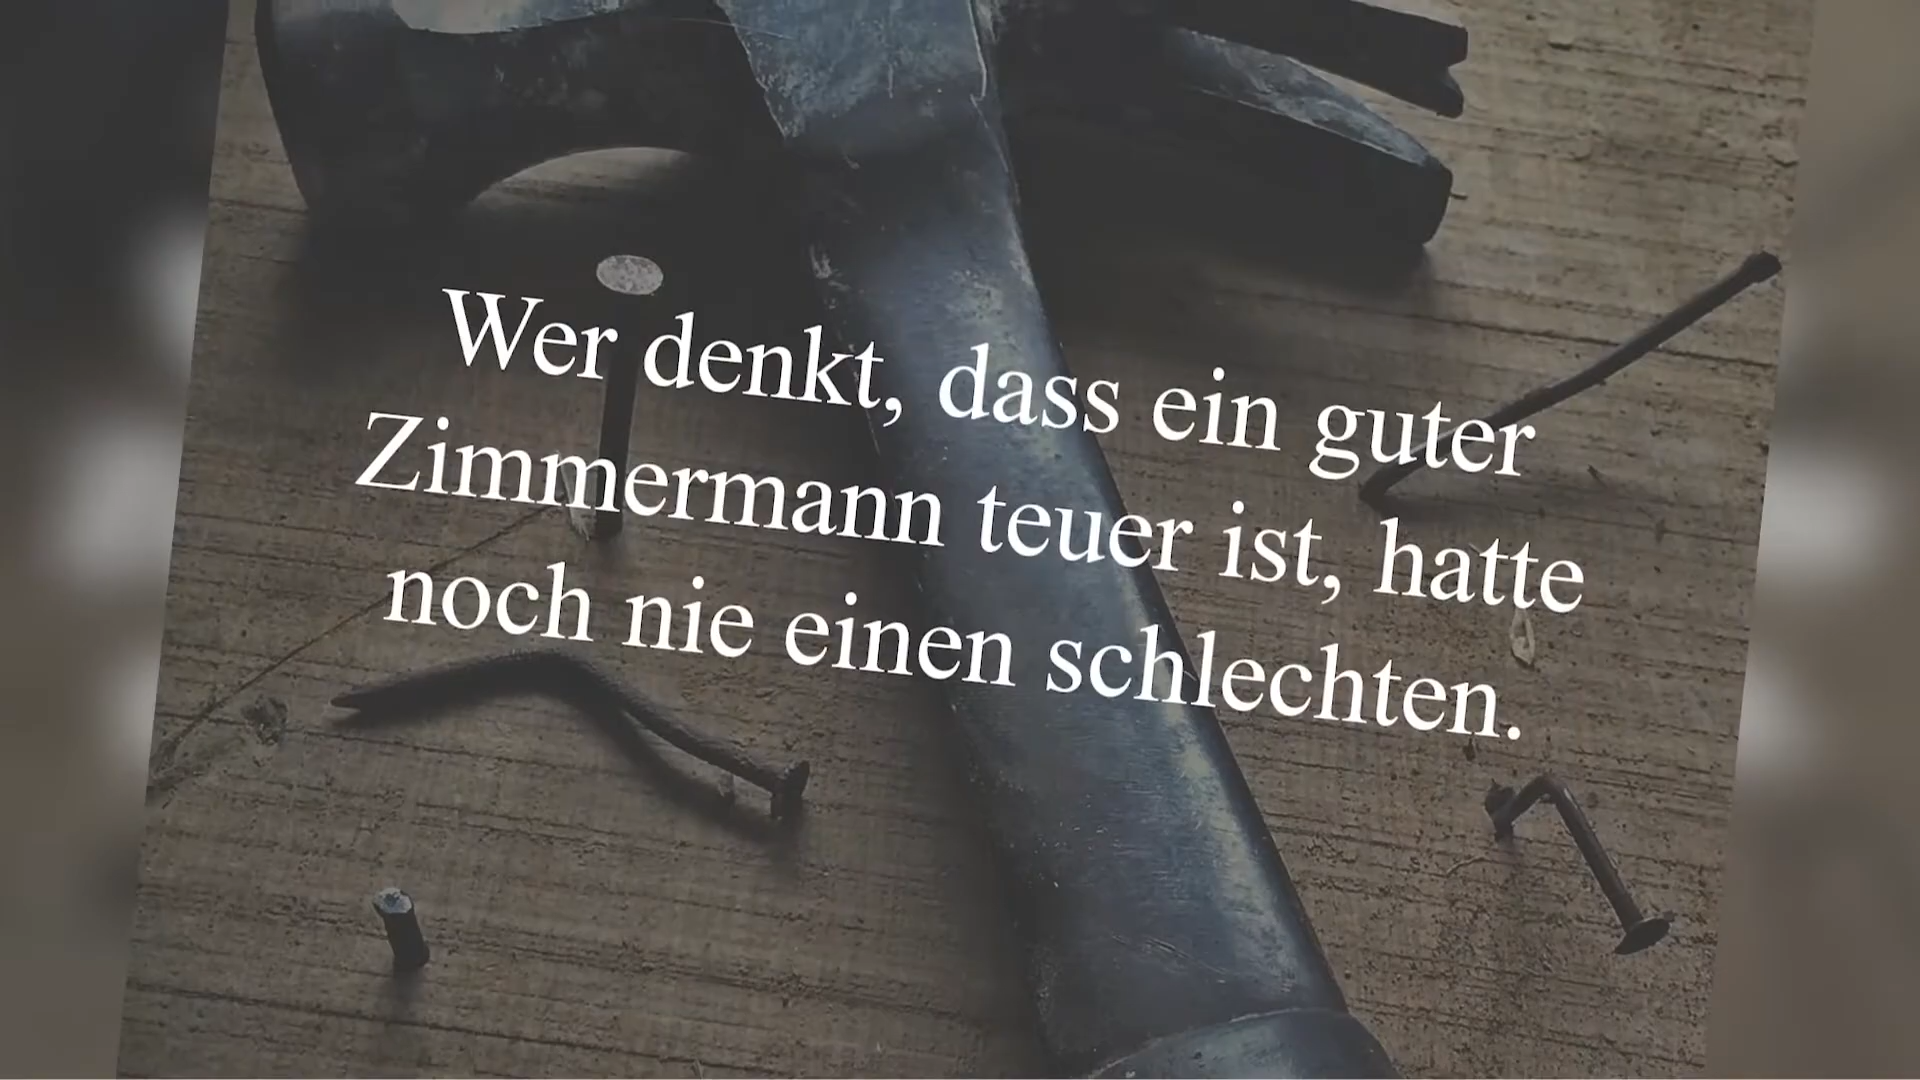 Wer denkt, dass ein guter
Zimmermann teuer ist, hatte
noch nie einen schlechten.